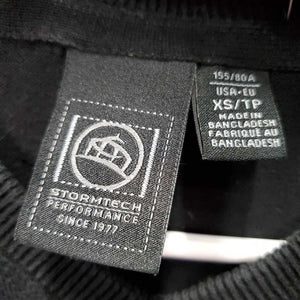 STORMTECH
PERFORMANCE
SINCE 1977
155/80A
USA-EU
XS/TP
MADE IN
BANGLADESH
FABRIQUÉ AU
BANGLADESH